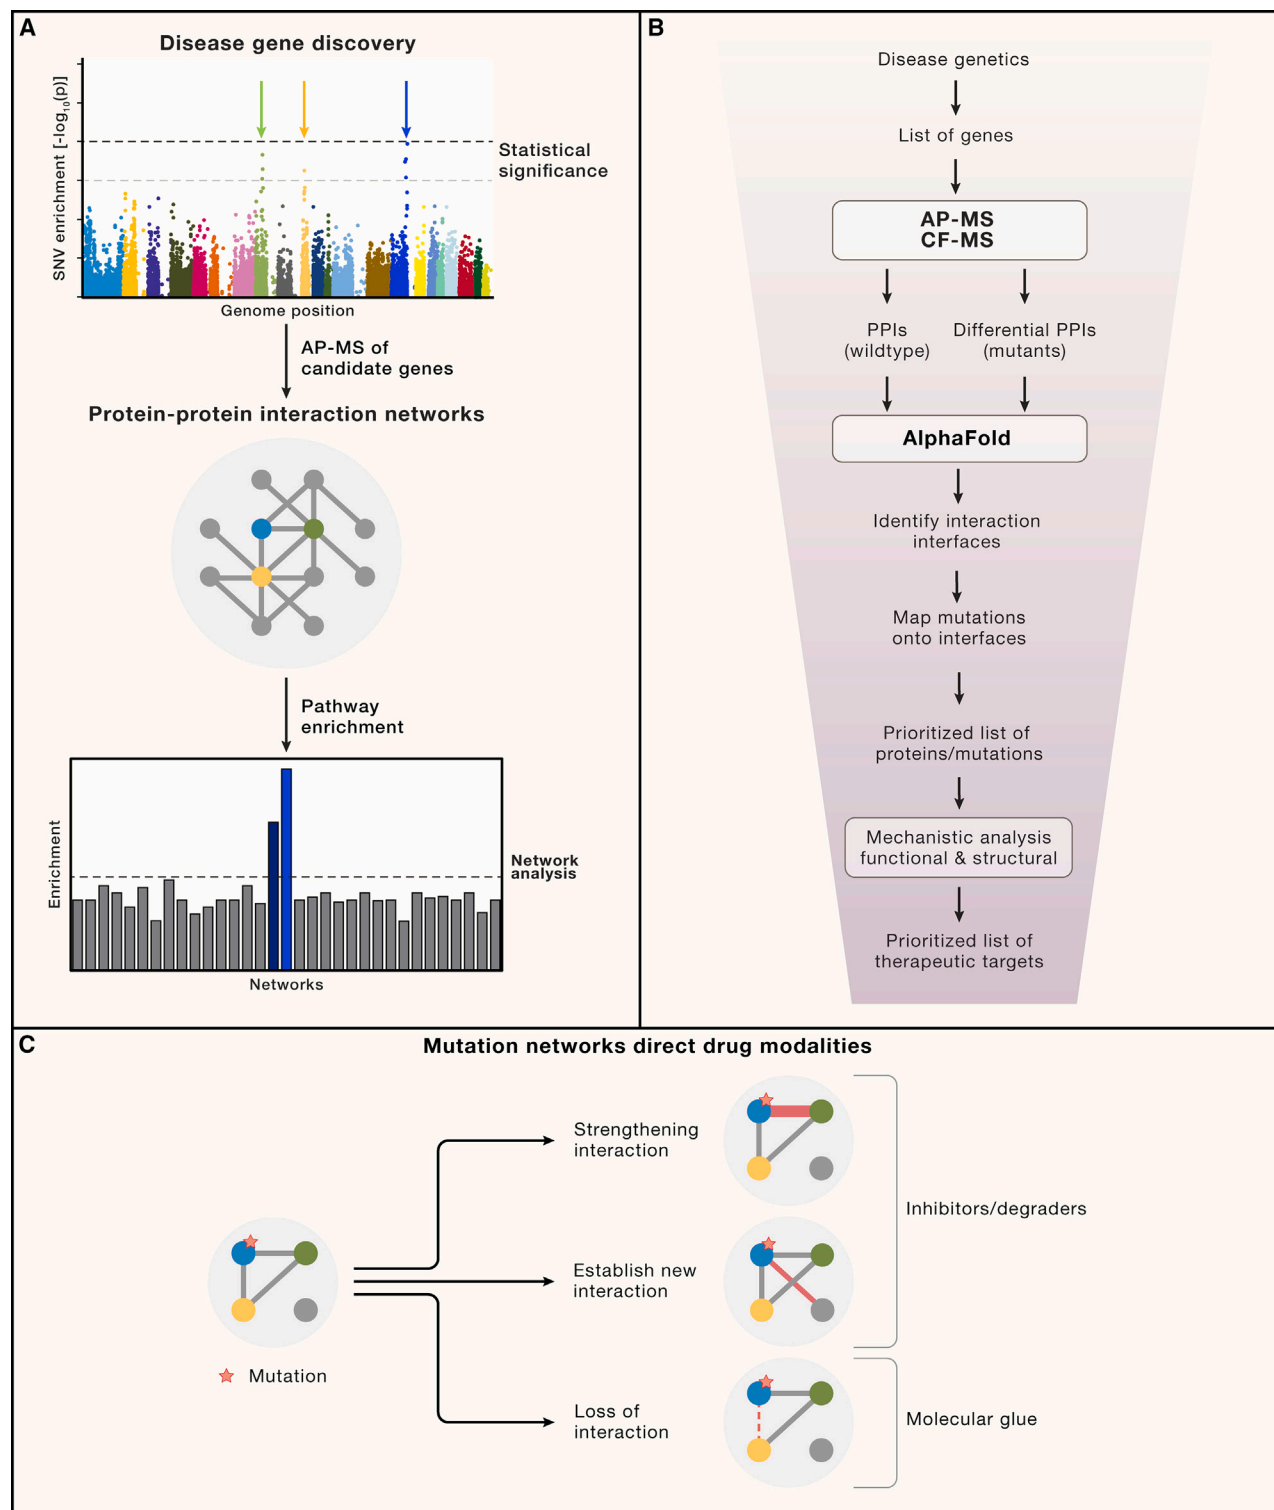 A
Disease gene discovery
SNV enrichment [-log10(p)]
Statistical
significance
Genome position
AP-MS of
candidate genes
Protein-protein interaction networks
Pathway
enrichment
Enrichment
Network
analysis
Networks
B
Disease genetics
List of genes
AP-MS
CF-MS
PPIs
(wildtype)
Differential PPIs
(mutants)
AlphaFold
Identify interaction
interfaces
Map mutations
onto interfaces
Prioritized list of
proteins/mutations
Mechanistic analysis
functional & structural
Prioritized list of
therapeutic targets
C
Mutation networks direct drug modalities
Mutation
Strengthening
interaction
Establish new
interaction
Loss of
interaction
Inhibitors/degraders
Molecular glue